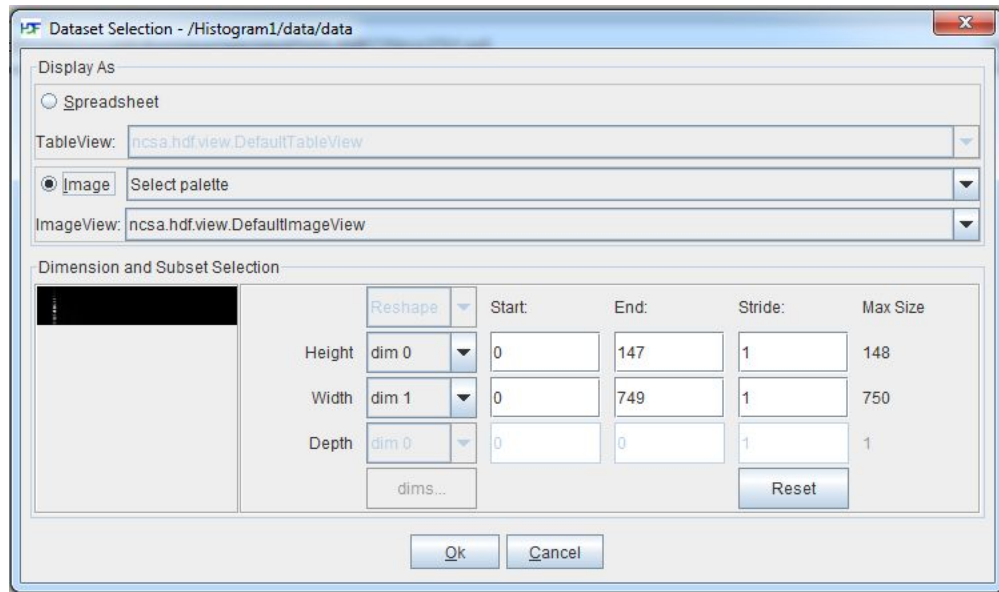 HDF Dataset Selection - /Histogram1/data/data
x
Display As
Spreadsheet
TableView: ncsa.hdf.view.DefaultTableView
Image Select palette
ImageView: ncsa.hdf.view.DefaultImageView
Dimension and Subset Selection
Reshape Start: End: Stride: Max Size
Height dim 0 0 147 1 148
Width dim 1 0 749 1 750
Depth dim 0 0 0 1 1
dims... Reset
Ok Cancel